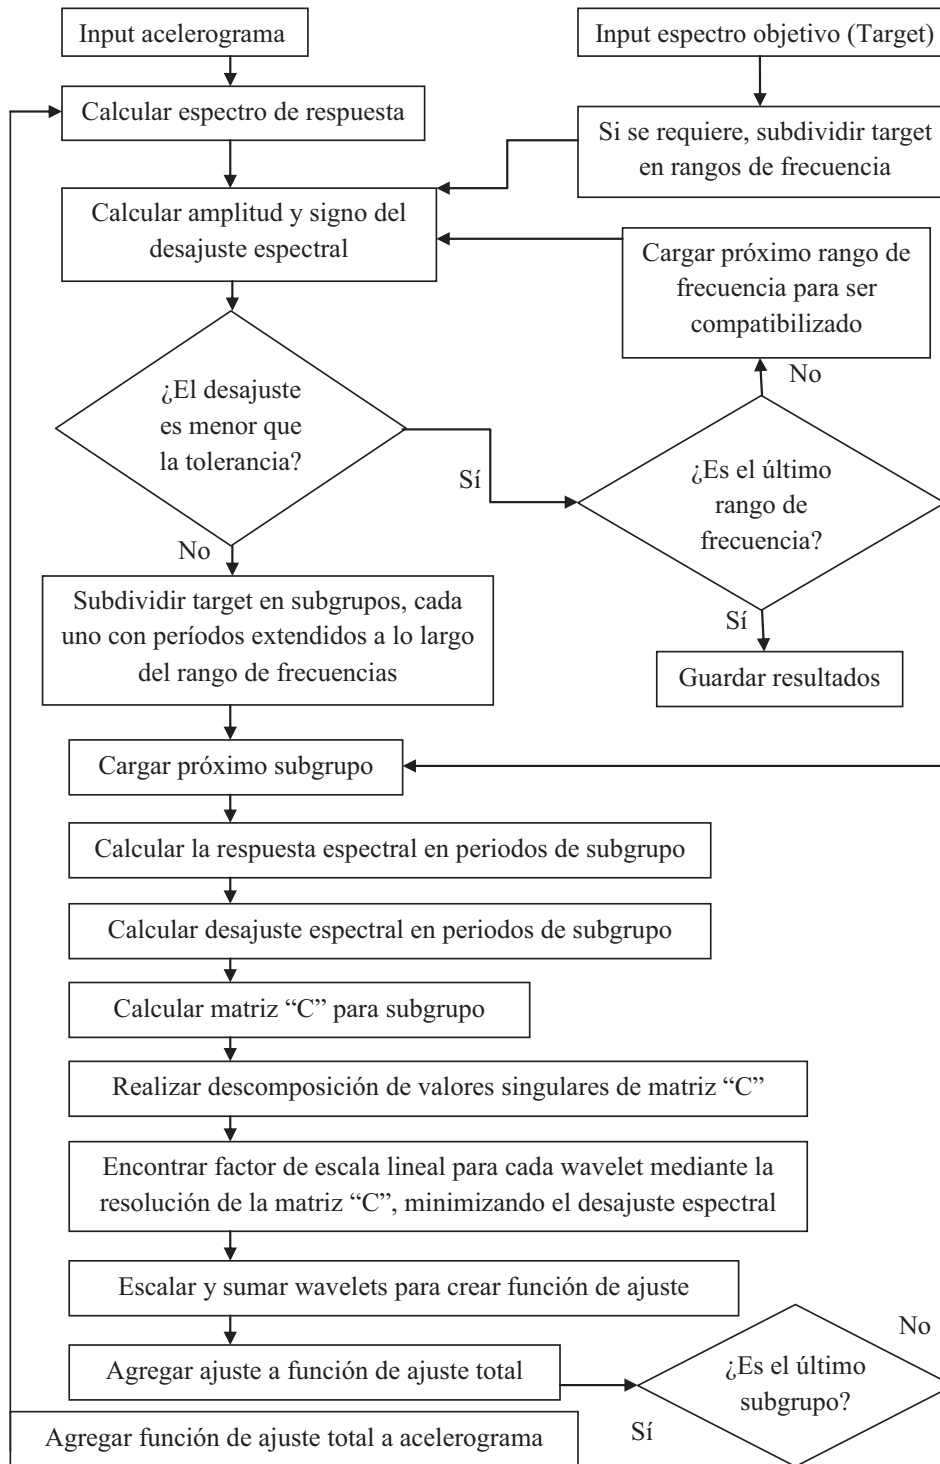 Input acelerograma
Input espectro objetivo (Target)
Calcular espectro de respuesta
Si se requiere, subdividir target
en rangos de frecuencia
Calcular amplitud y signo del
desajuste espectral
Cargar próximo rango de
frecuencia para ser
compatibilizado
No
¿El desajuste
es menor que
la tolerancia?
Sí
¿Es el último
rango de
frecuencia?
No
Sí
Subdividir target en subgrupos, cada
uno con períodos extendidos a lo largo
del rango de frecuencias
Guardar resultados
Cargar próximo subgrupo
Calcular la respuesta espectral en periodos de subgrupo
Calcular desajuste espectral en periodos de subgrupo
Calcular matriz “C” para subgrupo
Realizar descomposición de valores singulares de matriz “C”
Encontrar factor de escala lineal para cada wavelet mediante la
resolución de la matriz “C”, minimizando el desajuste espectral
Escalar y sumar wavelets para crear función de ajuste
No
Agregar ajuste a función de ajuste total
¿Es el último
subgrupo?
Sí
Agregar función de ajuste total a acelerograma